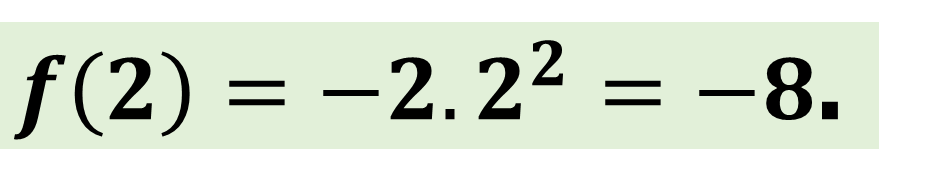 f(2) = −2.2² = −8.